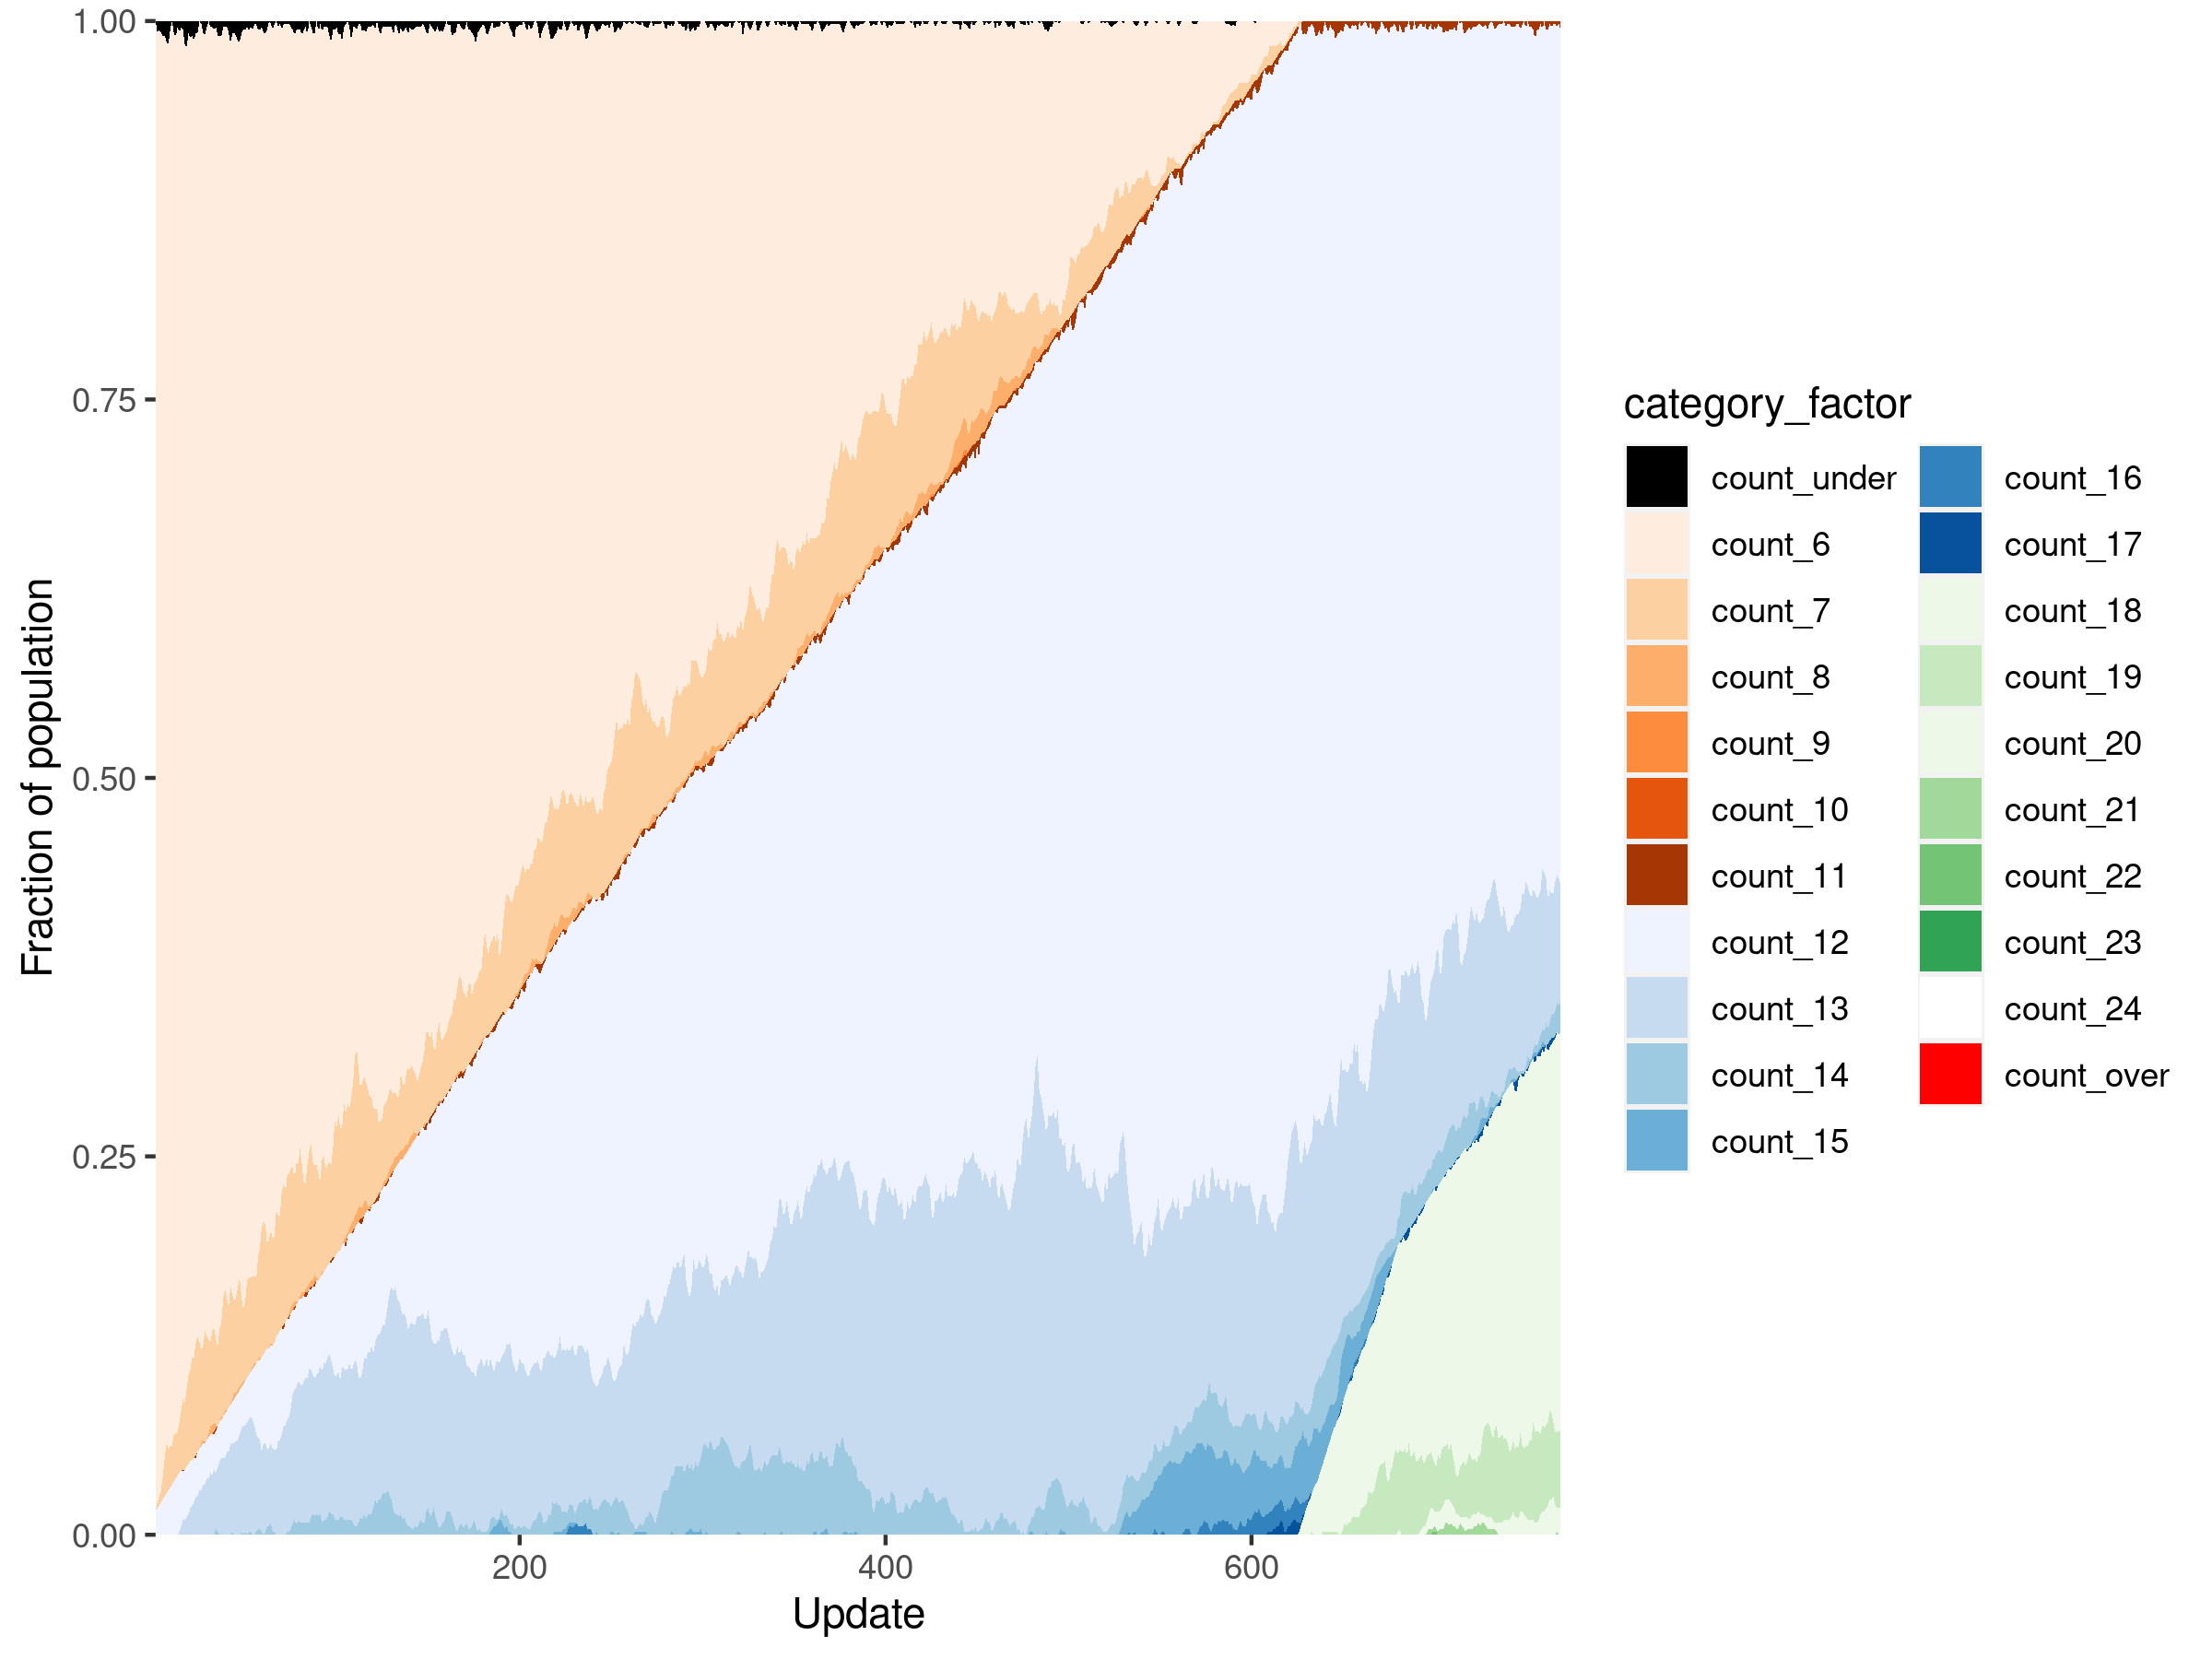 1.00
0.75
0.50
0.25
0.00
Fraction of population
200
400
600
Update
category_factor
count_under
count_6
count_7
count_8
count_9
count_10
count_11
count_12
count_13
count_14
count_15
count_16
count_17
count_18
count_19
count_20
count_21
count_22
count_23
count_24
count_over